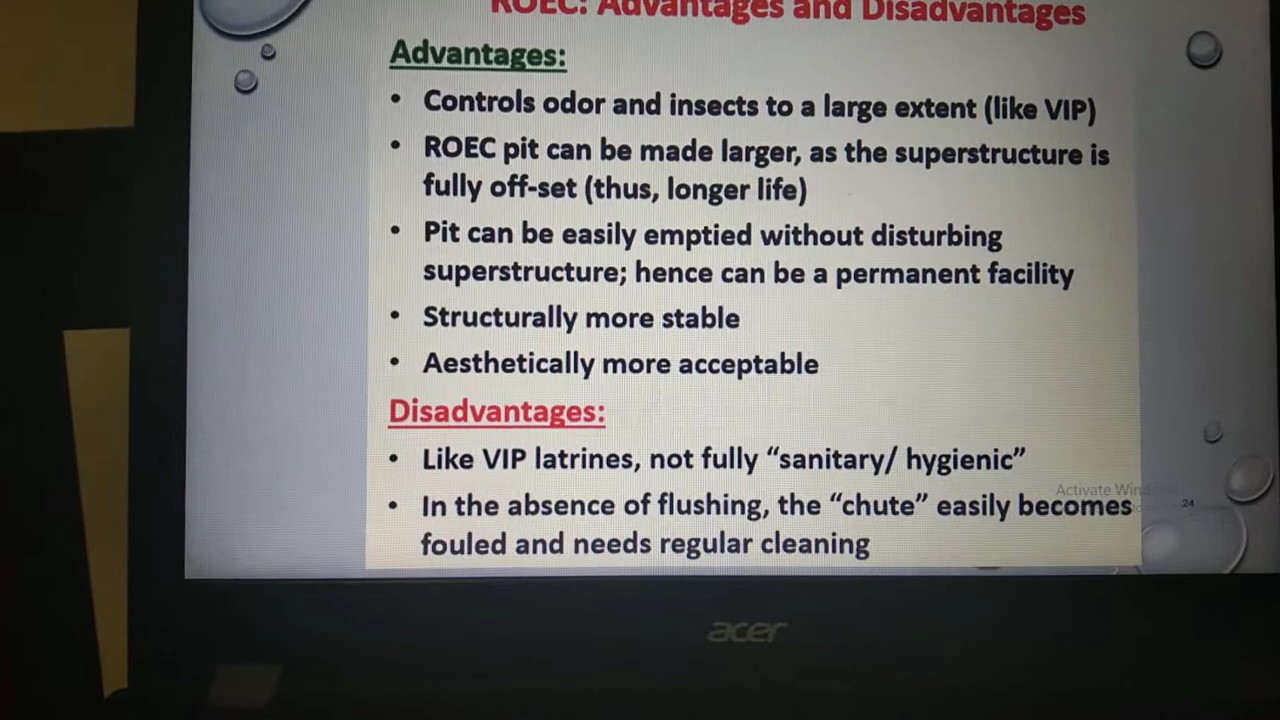 ROEC: Advantages and Disadvantages
Advantages:
• Controls odor and insects to a large extent (like VIP)
• ROEC pit can be made larger, as the superstructure is
fully off-set (thus, longer life)
• Pit can be easily emptied without disturbing
superstructure; hence can be a permanent facility
• Structurally more stable
• Aesthetically more acceptable
Disadvantages:
• Like VIP latrines, not fully “sanitary/ hygienic”
Activate
• In the absence of flushing, the “chute” easily becomes
fouled and needs regular cleaning
24
acer